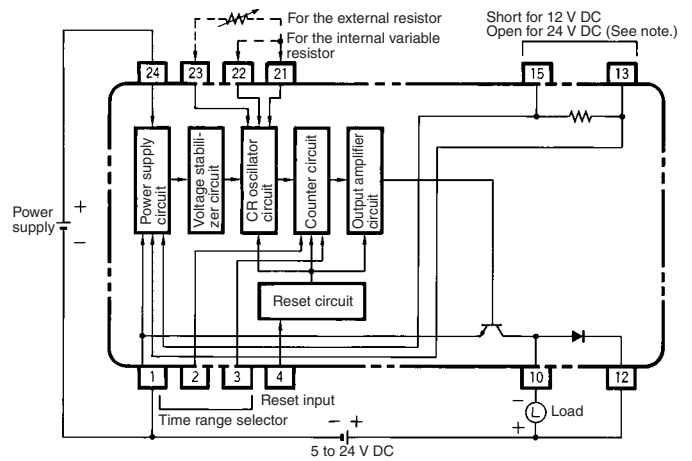 For the external resistor
For the internal variable
resistor
Short for 12 V DC
Open for 24 V DC (See note.)
24
23
22
21
15
13
Power supply
circuit
Voltage stabili-
zer circuit
CR oscillator
circuit
Counter circuit
Output amplifier
circuit
Power
supply
+
−
Reset circuit
1
2
3
4
10
12
Time range selector
Reset input
−
L
Load
+
− +
5 to 24 V DC